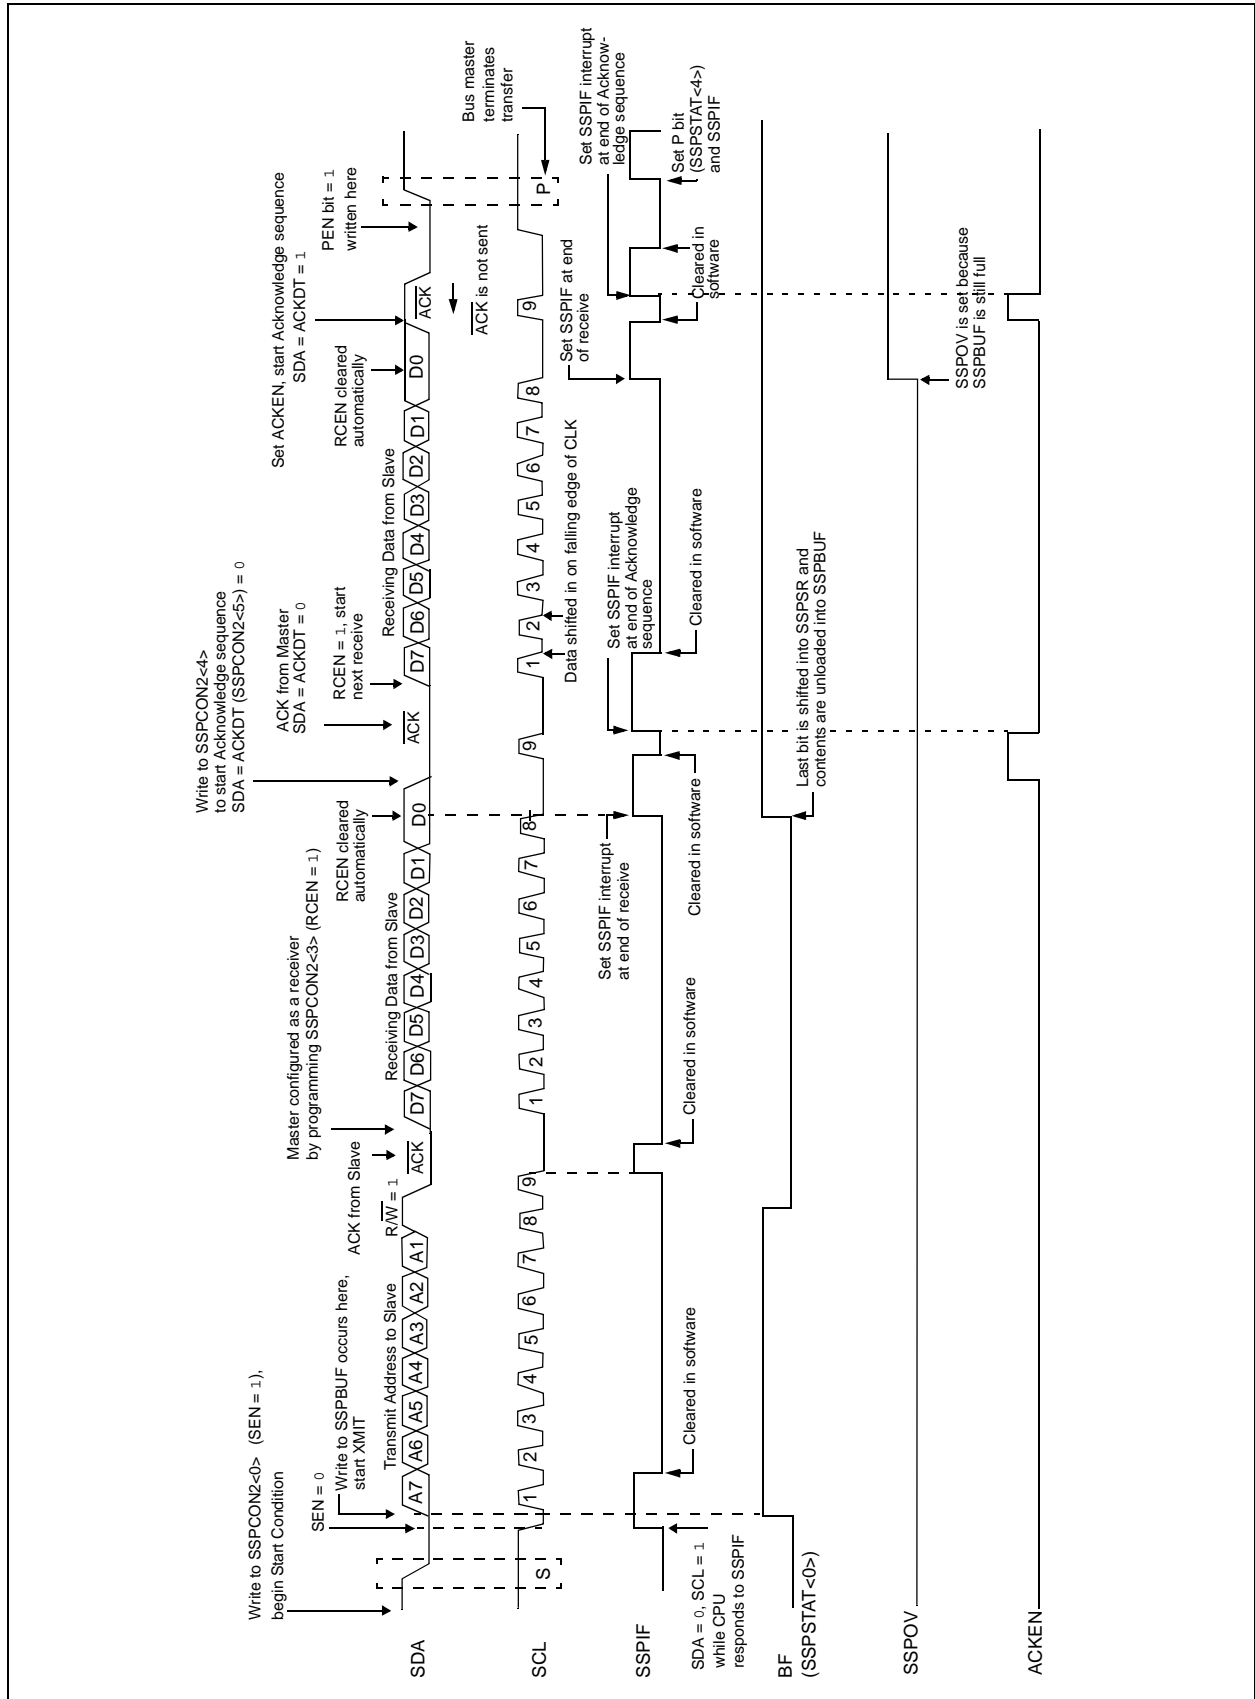 Write to SSPCON2<0> (SEN = 1),
begin Start Condition
SEN = 0
Write to SSPBUF occurs here,
start XMIT
Transmit Address to Slave
R/W = 1
ACK from Slave
Master configured as a receiver
by programming SSPCON2<3> (RCEN = 1)
Receiving Data from Slave
RCEN cleared
automatically
Write to SSPCON2<4>
to start Acknowledge sequence
SDA = ACKDT (SSPCON2<5>) = 0
ACK from Master
SDA = ACKDT = 0
RCEN = 1, start
next receive
Receiving Data from Slave
RCEN cleared
automatically
Set ACKEN, start Acknowledge sequence
SDA = ACKDT = 1
PEN bit = 1
written here
SDA
A7 A6 A5 A4 A3 A2 A1
ACK
D7 D6 D5 D4 D3 D2 D1 D0
ACK
D7 D6 D5 D4 D3 D2 D1 D0
ACK
ACK is not sent
Bus master
terminates
transfer
SCL
S
1 2 3 4 5 6 7 8 9
1 2 3 4 5 6 7 8 9
1 2 3 4 5 6 7 8 9
P
Data shifted in on falling edge of CLK
Set SSPIF interrupt
at end of receive
Set SSPIF interrupt
at end of Acknowledge
sequence
Set SSPIF at end
of receive
Set SSPIF interrupt
at end of Acknow-
ledge sequence
SSPIF
SDA = 0, SCL = 1
while CPU
responds to SSPIF
Cleared in software
Cleared in software
Cleared in software
Cleared in software
Cleared in
software
Set P bit
(SSPSTAT<4>)
and SSPIF
BF
(SSPSTAT<0>)
Last bit is shifted into SSPSR and
contents are unloaded into SSPBUF
SSPOV
SSPOV is set because
SSPBUF is still full
ACKEN